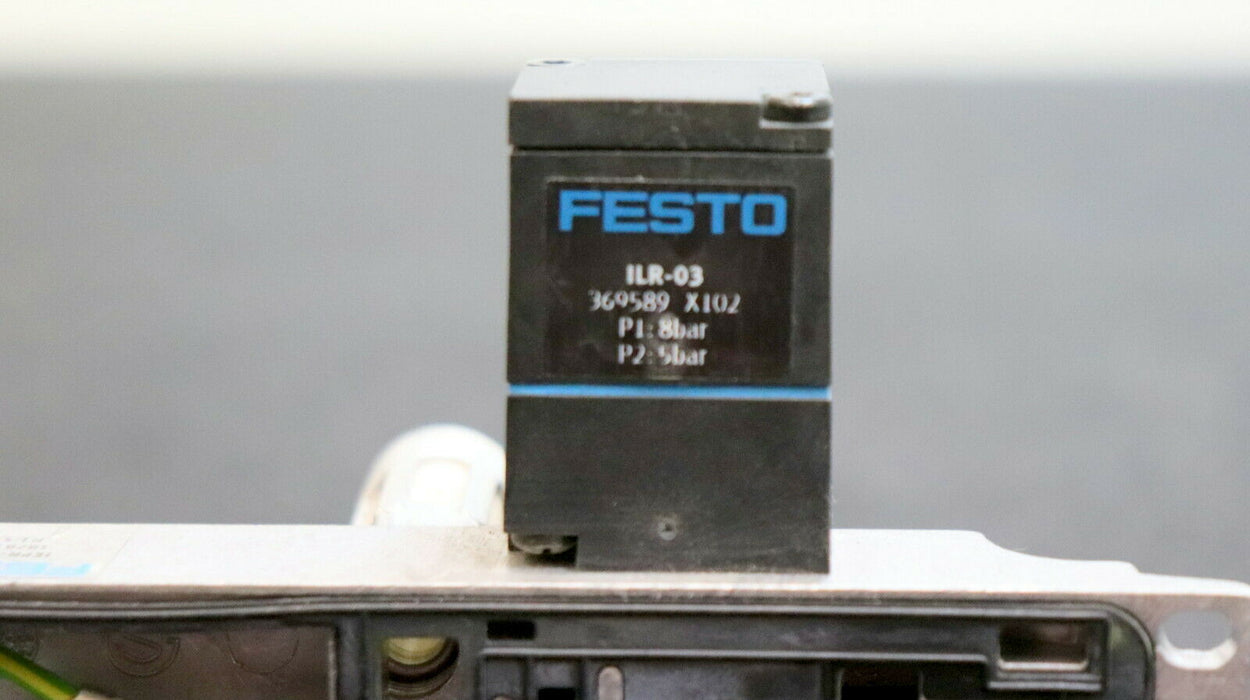 FESTO
ILR-03
369589 X102
P1: 8bar
P2: 5bar